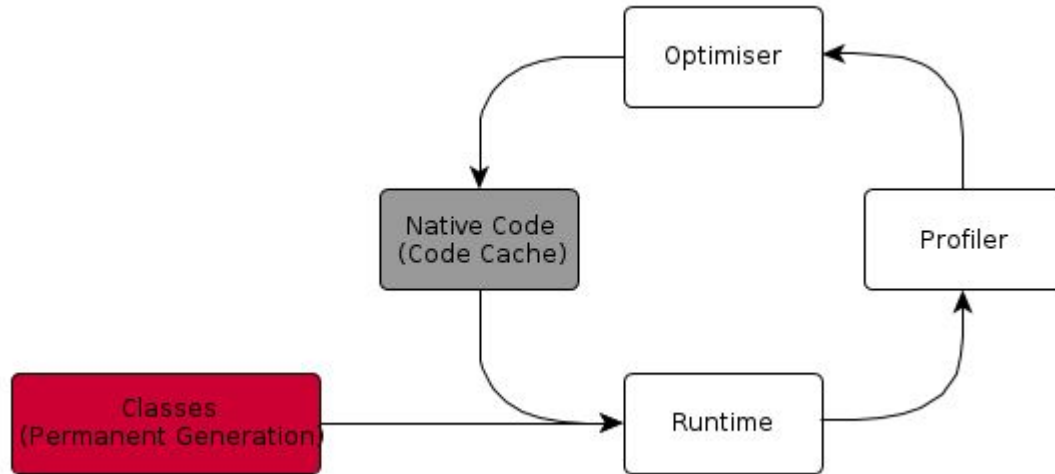 Optimiser
Native Code
(Code Cache)
Profiler
Classes
(Permanent Generation)
Runtime